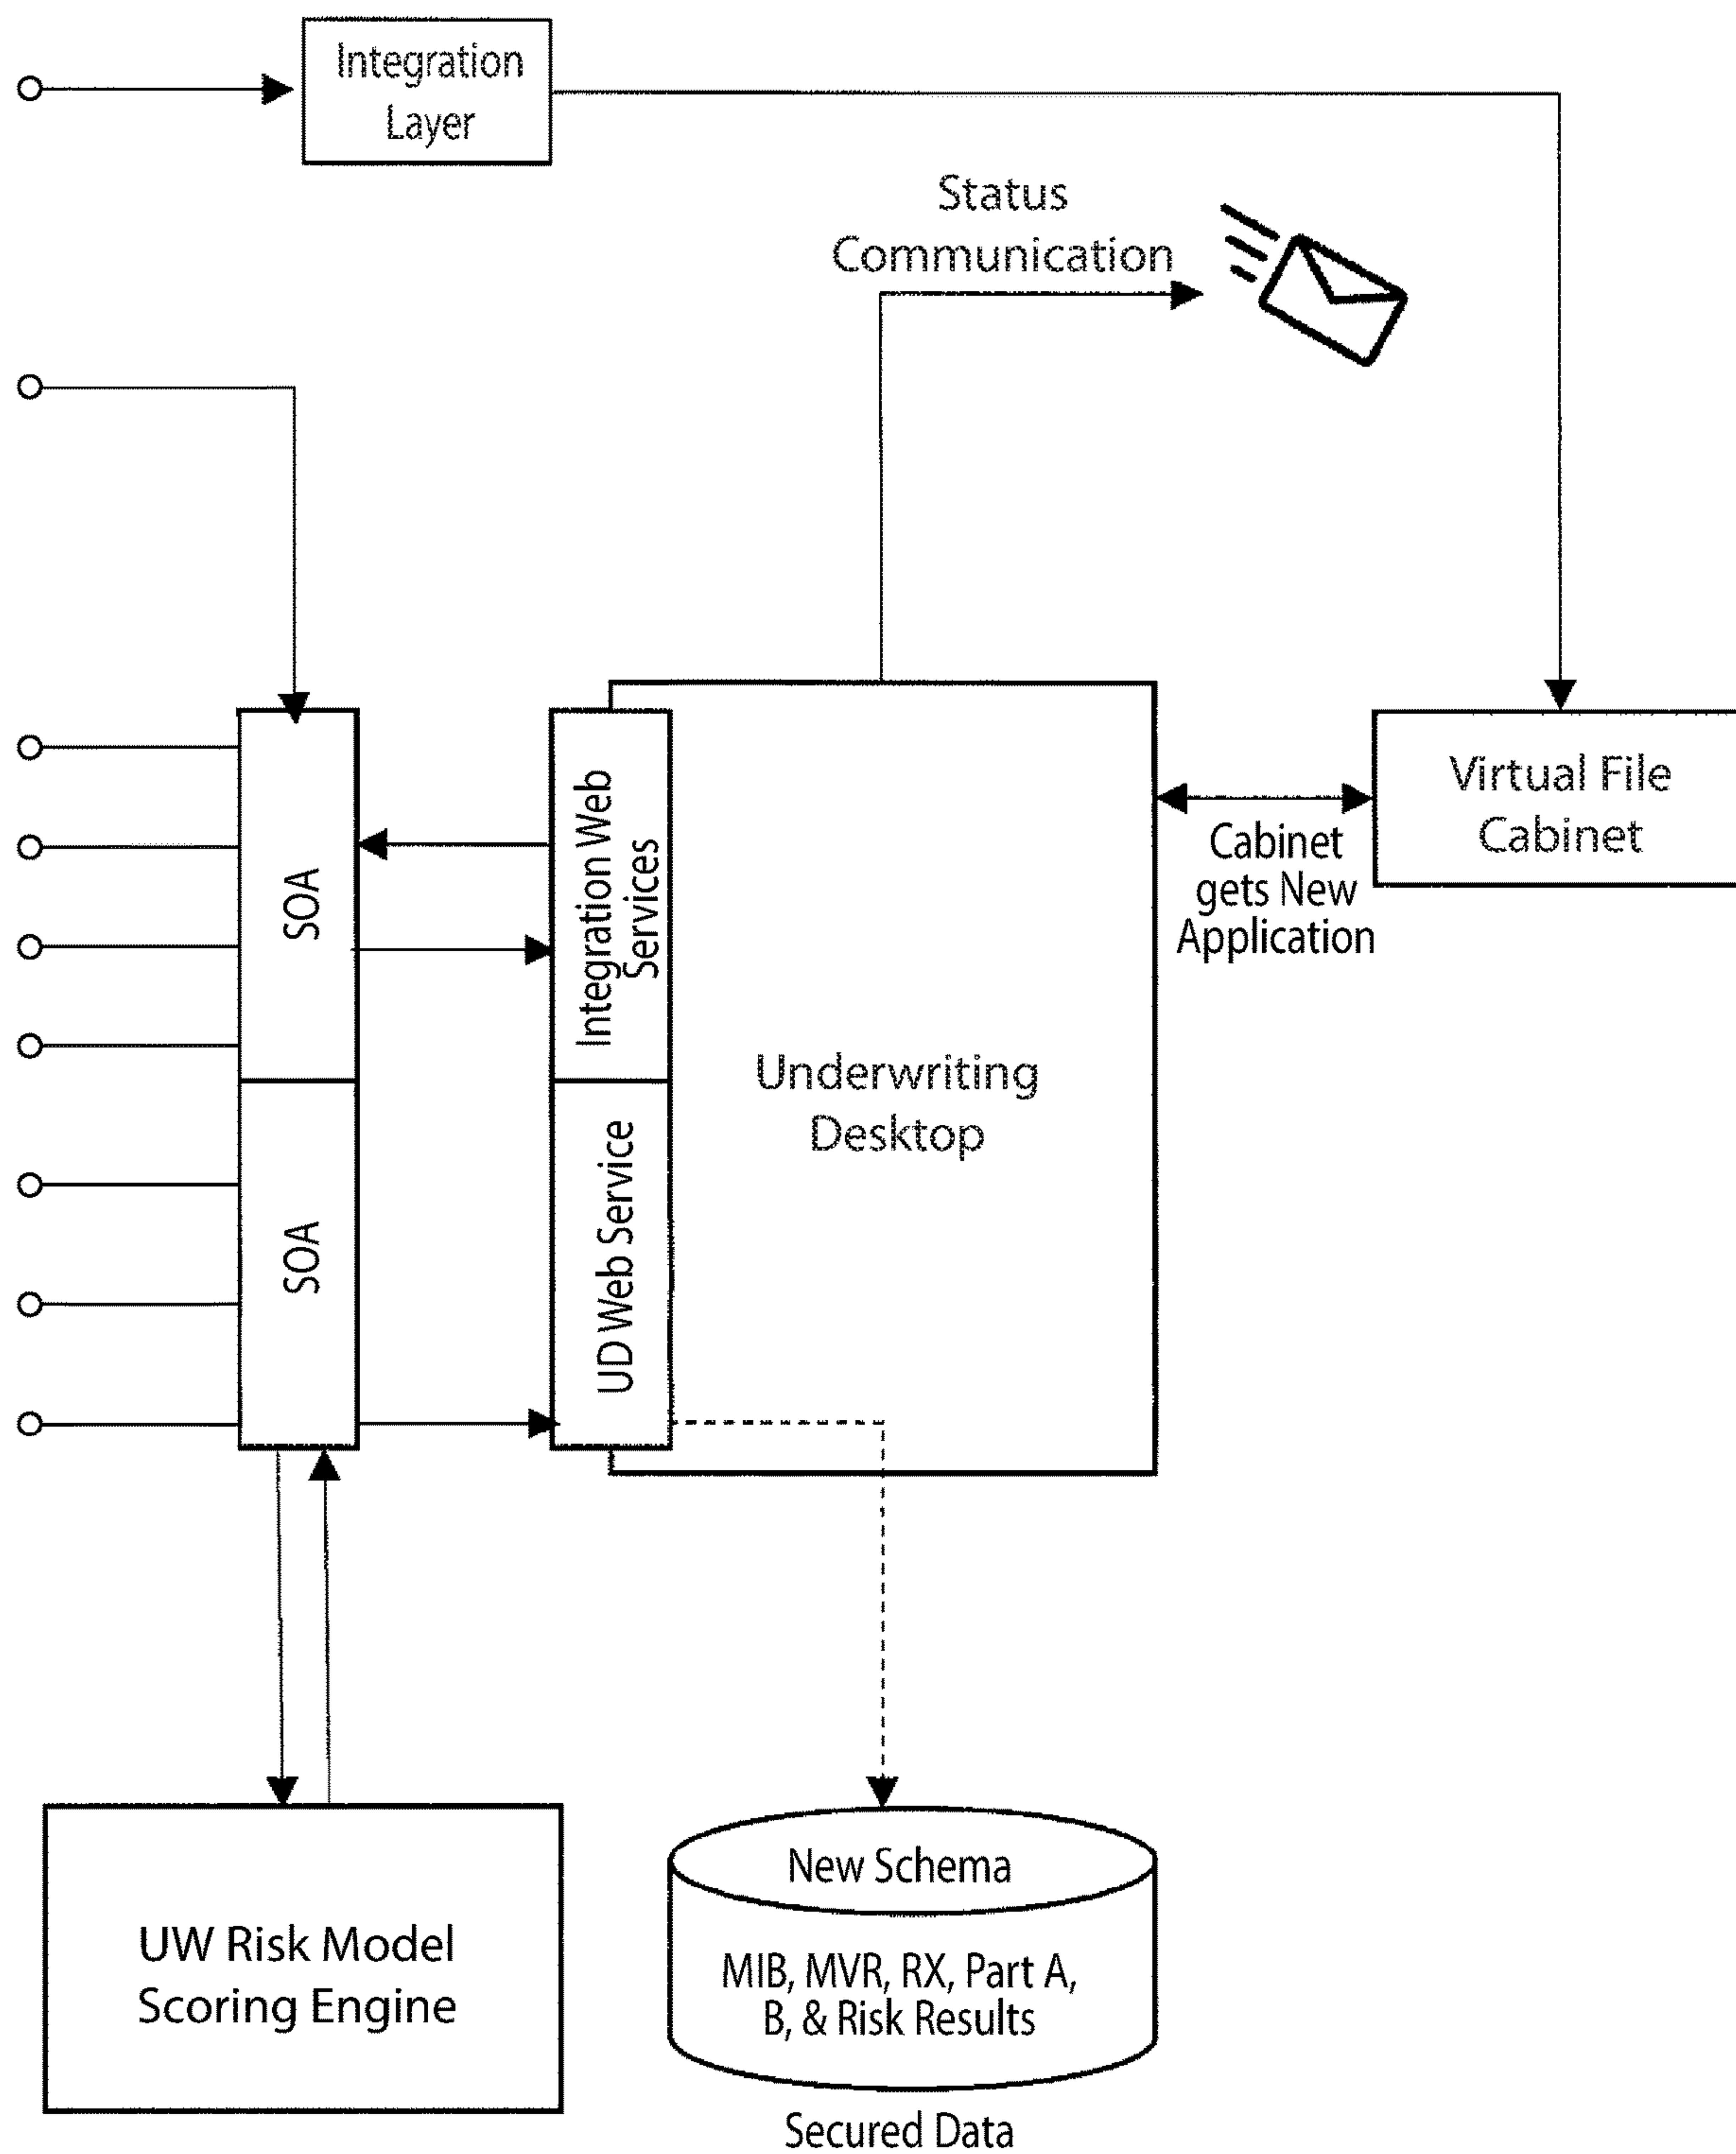 Integration
Layer
Status
Communication
Virtual File
Cabinet
Cabinet
gets New
Application
SOA
Integration Web
Services
Underwriting
Desktop
SOA
UD Web Service
UW Risk Model
Scoring Engine
New Schema
MIB, MVR, RX, Part A,
B, & Risk Results
Secured Data